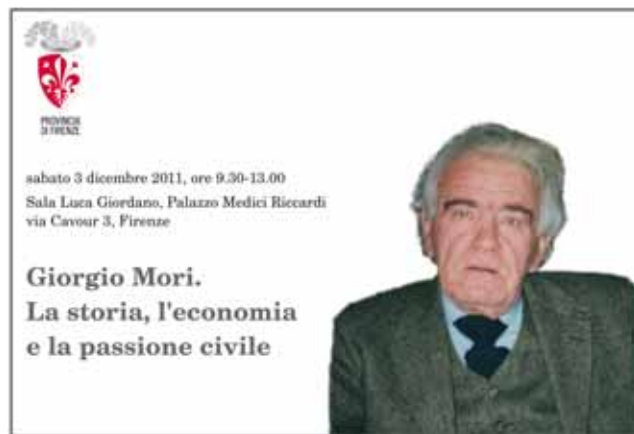 PROVINCIA
DI FIRENZE
sabato 3 dicembre 2011, ore 9.30-13.00
Sala Luca Giordano, Palazzo Medici Riccardi
via Cavour 3, Firenze
Giorgio Mori.
La storia, l'economia
e la passione civile